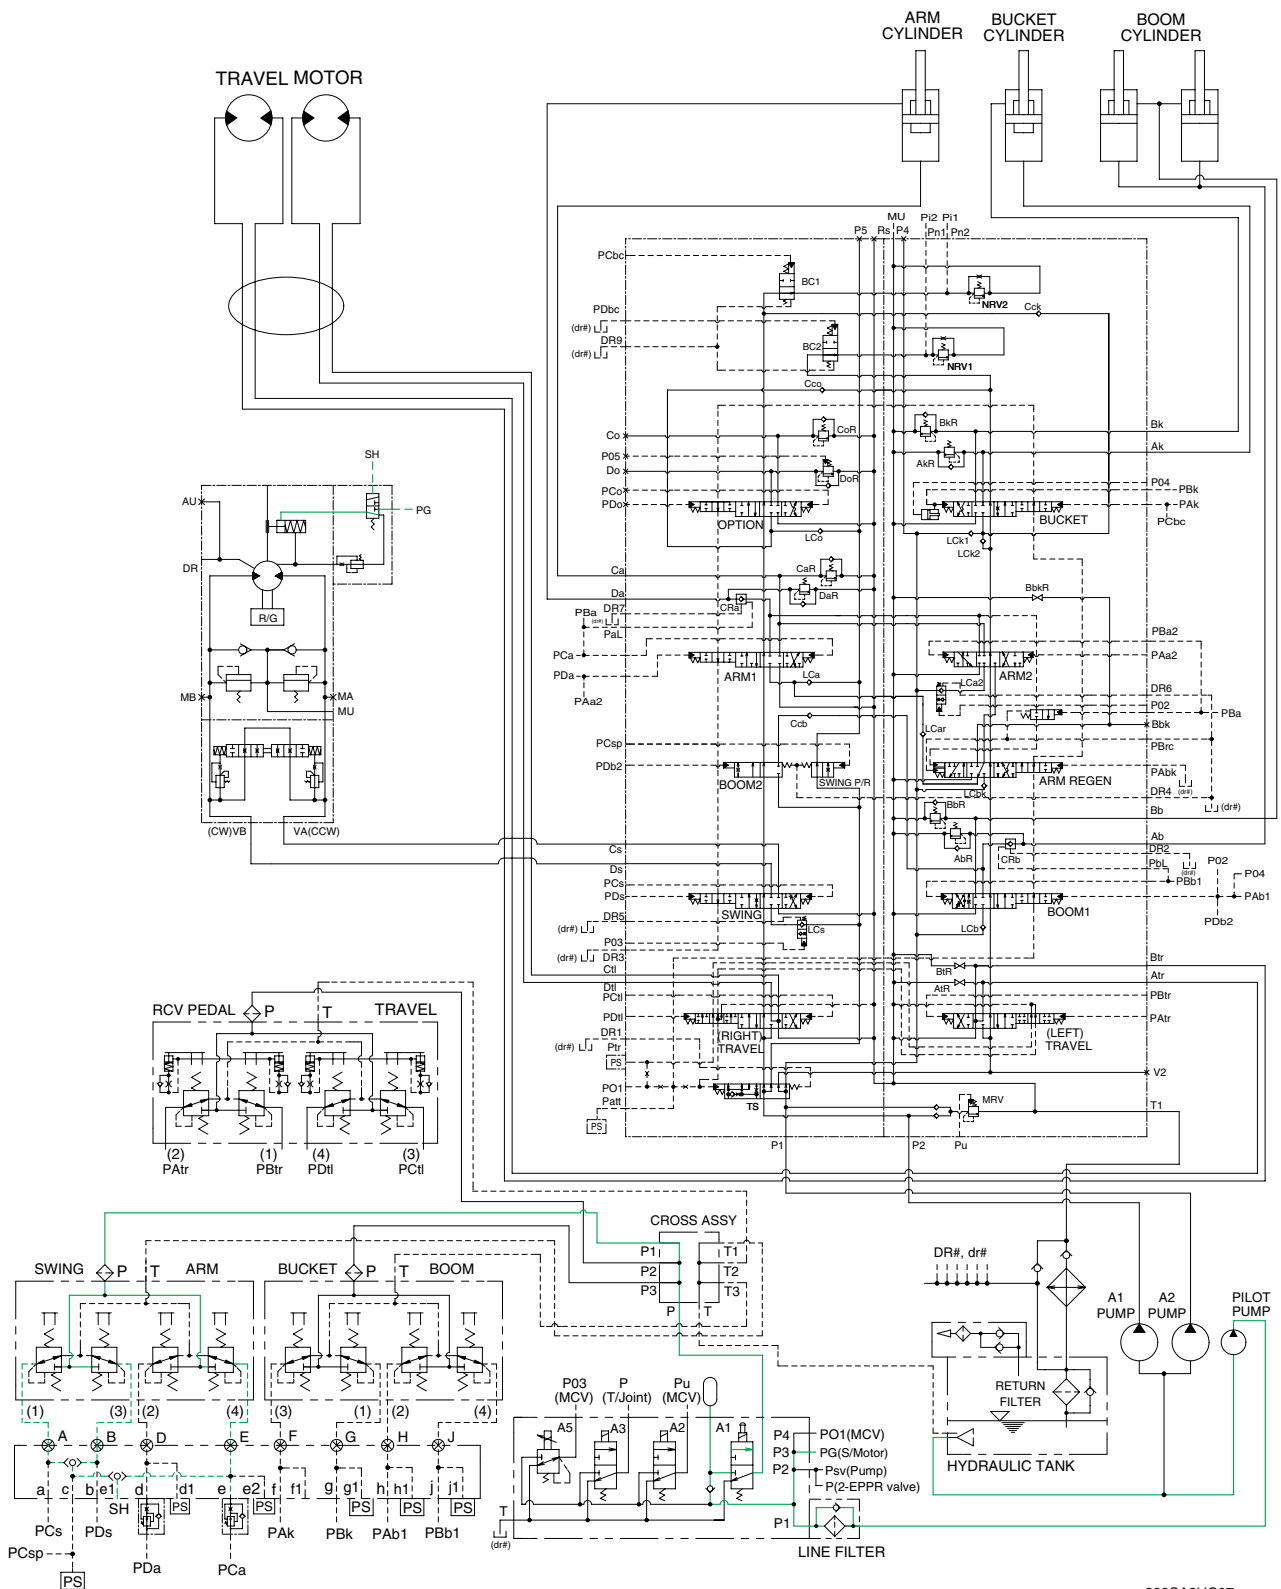 ARM
CYLINDER
BUCKET
CYLINDER
BOOM
CYLINDER
TRAVEL MOTOR
MU Pi2 Pi1
P5 Rs P4 Pn1 Pn2
PCbc
BC1
NRV2
Cck
PDbc
(dr#)
DR9
(dr#)
BC2
NRV1
Cco
Co
CoR
BkR
Bk
P05
AkR
Ak
Do
DoR
P04
PCo
PBk
PDo
PAk
OPTION
BUCKET
PCbc
LCo
LCk1
LCk2
SH
AU
PG
DR
R/G
MB
MA
MU
(CW)VB
VA(CCW)
Ca
CaR
Da
DaR
BbkR
PBa
DR7
(dr#)
CRa
PaL
PBa2
PCa
PAa2
PDa
ARM1
ARM2
LCa
LCa2
DR6
PAa2
P02
PBa
Ccb
LCar
Bbk
PCsp
PBrc
PDb2
PAbk
BOOM2
SWING P/R
ARM REGEN
(dr#)
LCbk
DR4
(dr#)
BbR
Bb
AbR
CRb
Ab
Cs
DR2
(dr#)
Ds
PbL
P02
PCs
PBb1
P04
PDs
PAb1
SWING
BOOM1
PDb2
DR5
(dr#)
LCs
LCb
P03
(dr#)
DR3
Ctl
BtR
Btr
Dtl
AtR
Atr
PCtl
PBtr
PDtl
PAtr
(RIGHT)
TRAVEL
(LEFT)
TRAVEL
DR1
(dr#)
Ptr
PS
V2
PO1
Patt
TS
MRV
T1
PS
P1
P2
Pu
RCV PEDAL
P
T
TRAVEL
(2)
PAtr
(1)
PBtr
(4)
PDtl
(3)
PCtl
CROSS ASSY
P1
T1
P2
T2
P3
T3
P
T
SWING
P
T
ARM
BUCKET
P
T
BOOM
(1)
(3)
(2)
(4)
(3)
(1)
(2)
(4)
A
B
D
E
F
G
H
J
a
c
b
e1
d
d1
e
e2
f
f1
g
g1
h
h1
j
j1
SH
PS
PS
PS
PS
PS
PCs
PDs
PAk
PBk
PAb1
PBb1
PCsp
PDa
PCa
PS
P03
(MCV)
P
(T/Joint)
Pu
(MCV)
A5
A3
A2
A1
P4
PO1(MCV)
P3
PG(S/Motor)
P2
Psv(Pump)
P(2-EPPR valve)
T
(dr#)
P1
LINE FILTER
DR#, dr#
A1
PUMP
A2
PUMP
PILOT
PUMP
RETURN
FILTER
HYDRAULIC TANK